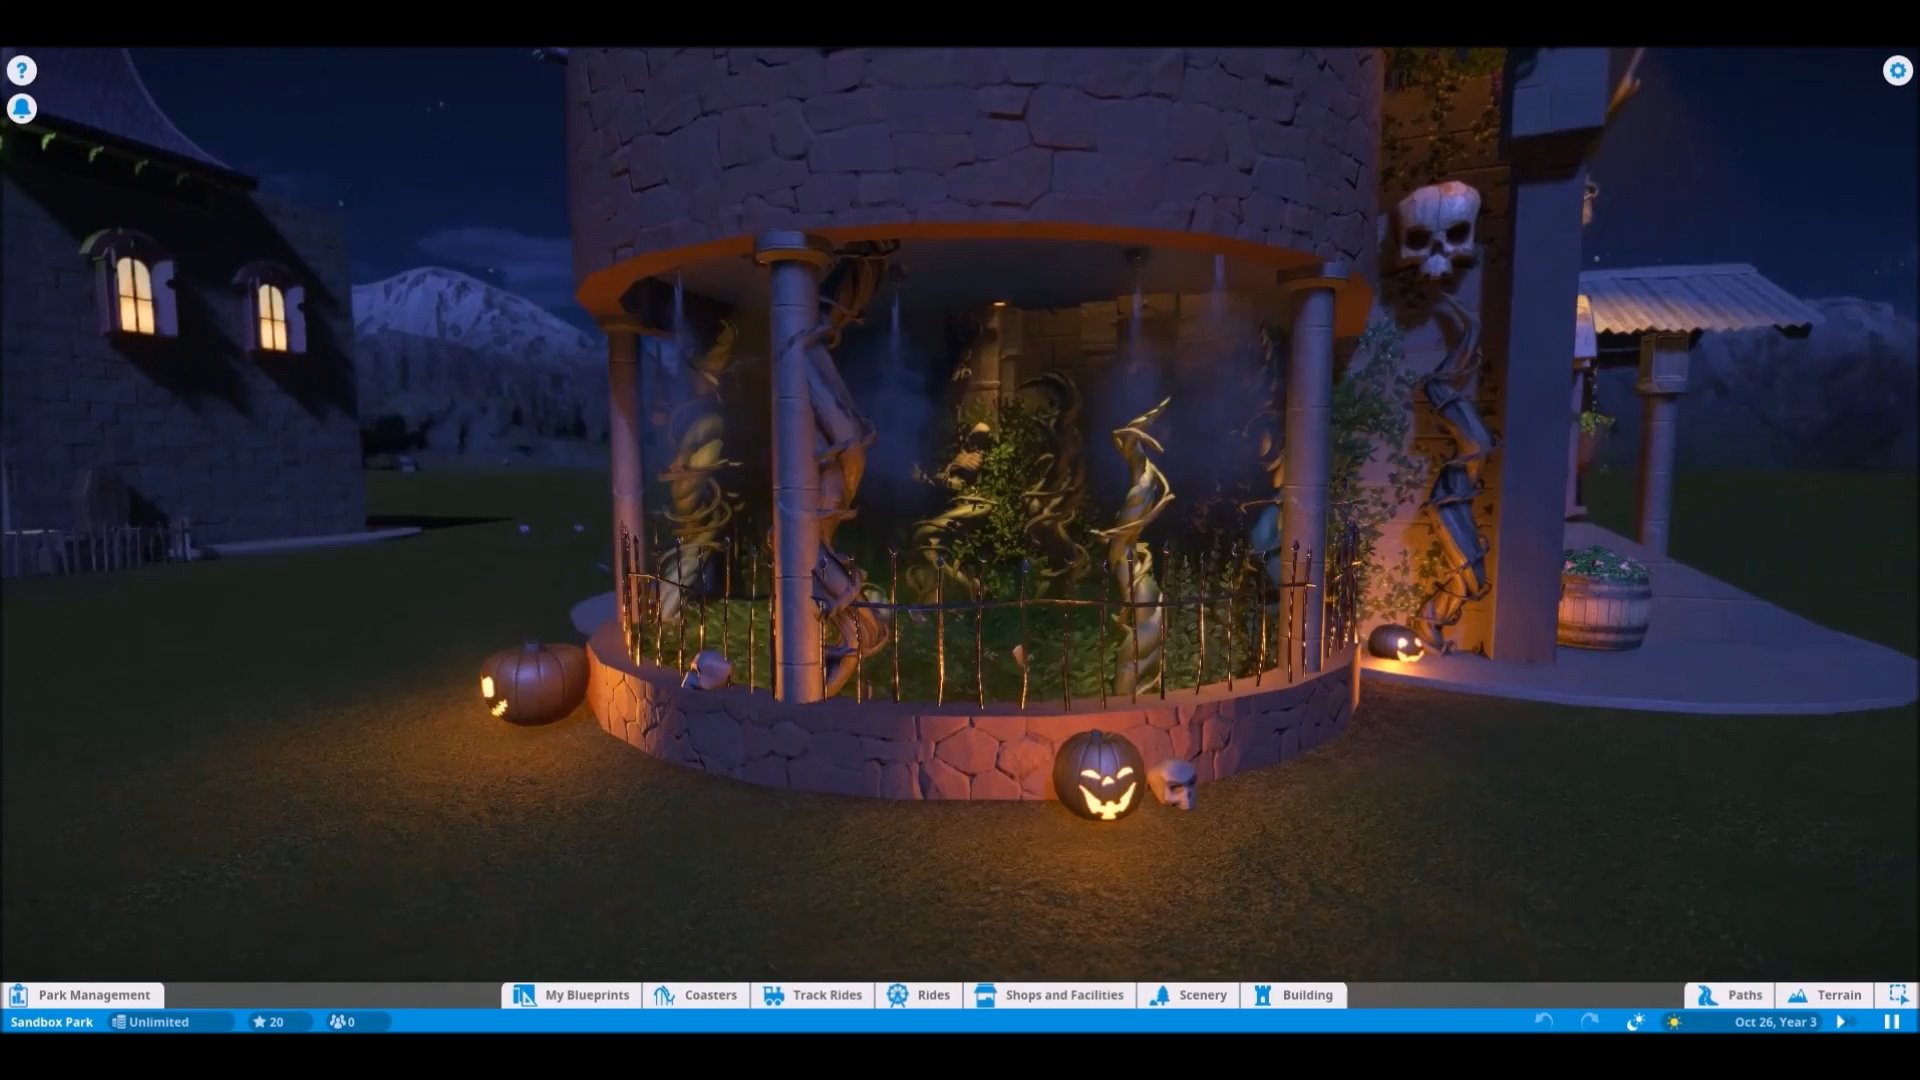 ?
Park Management
My Blueprints
Coasters
Track Rides
Rides
Shops and Facilities
Scenery
Building
Paths
Terrain
Sandbox Park
Unlimited
20
0
Oct 26, Year 3